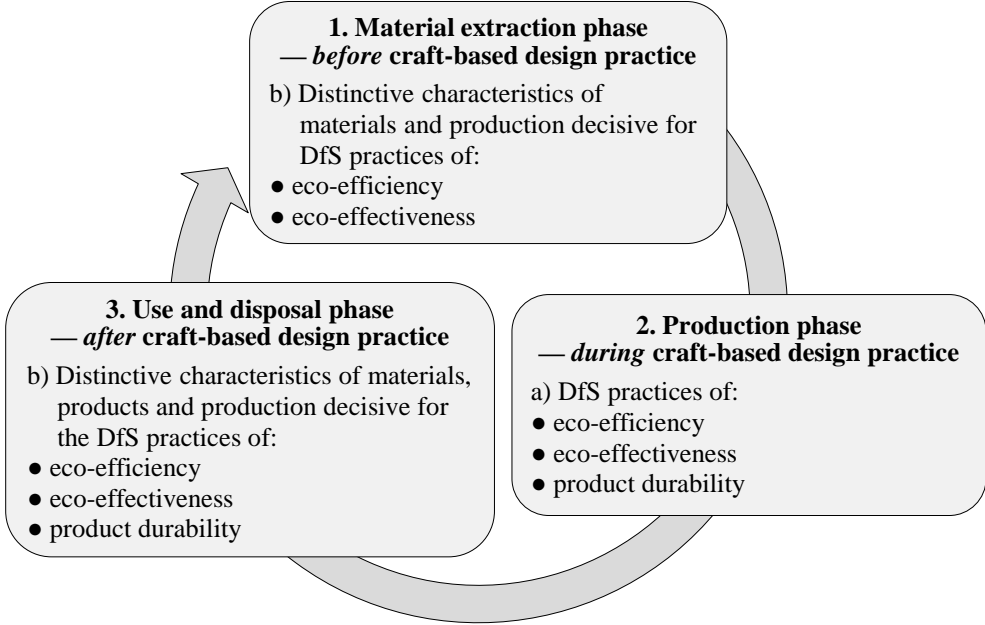 1. Material extraction phase
— before craft-based design practice
b) Distinctive characteristics of
materials and production decisive for
DfS practices of:
● eco-efficiency
● eco-effectiveness
3. Use and disposal phase
— after craft-based design practice
b) Distinctive characteristics of materials,
products and production decisive for
the DfS practices of:
● eco-efficiency
● eco-effectiveness
● product durability
2. Production phase
— during craft-based design practice
a) DfS practices of:
● eco-efficiency
● eco-effectiveness
● product durability